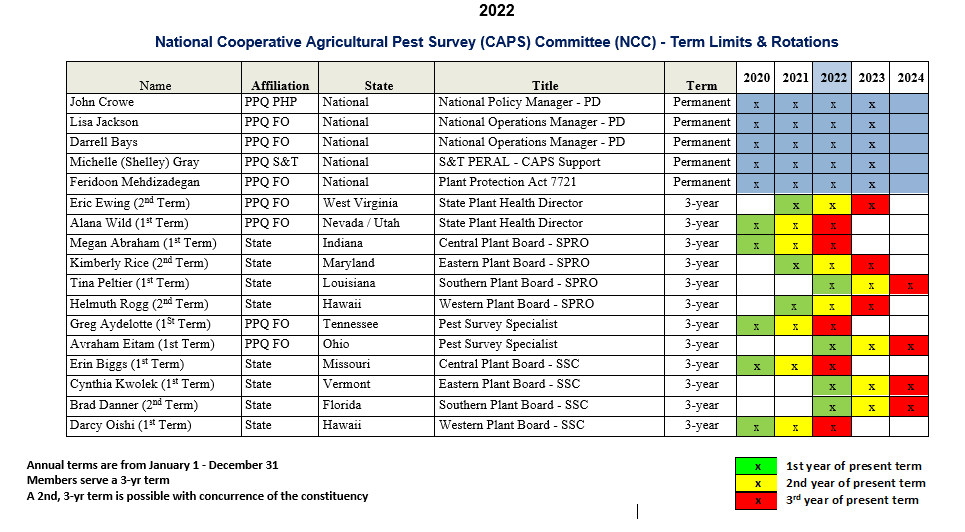 2022
National Cooperative Agricultural Pest Survey (CAPS) Committee (NCC) - Term Limits & Rotations
Name Affiliation State Title Term 2020 2021 2022 2023 2024
John Crowe PPQ PHP National National Policy Manager - PD Permanent x x x x
Lisa Jackson PPQ FO National National Operations Manager - PD Permanent x x x x
Darrell Bays PPQ FO National National Operations Manager - PD Permanent x x x x
Michelle (Shelley) Gray PPQ S&T National S&T PERAL - CAPS Support Permanent x x x x
Feridoon Mehdizadegan PPQ FO National Plant Protection Act 7721 Permanent x x x x
Eric Ewing (2nd Term) PPQ FO West Virginia State Plant Health Director 3-year x x x
Alana Wild (1st Term) PPQ FO Nevada / Utah State Plant Health Director 3-year x x x
Megan Abraham (1st Term) State Indiana Central Plant Board - SPRO 3-year x x x
Kimberly Rice (2nd Term) State Maryland Eastern Plant Board - SPRO 3-year x x x
Tina Peltier (1st Term) State Louisiana Southern Plant Board - SPRO 3-year x x x
Helmuth Rogg (2nd Term) State Hawaii Western Plant Board - SPRO 3-year x x x
Greg Aydelotte (1St Term) PPQ FO Tennessee Pest Survey Specialist 3-year x x x
Avraham Eitam (1st Term) PPQ FO Ohio Pest Survey Specialist 3-year x x x
Erin Biggs (1st Term) State Missouri Central Plant Board - SSC 3-year x x x
Cynthia Kwolek (1st Term) State Vermont Eastern Plant Board - SSC 3-year x x x
Brad Danner (2nd Term) State Florida Southern Plant Board - SSC 3-year x x x
Darcy Oishi (1st Term) State Hawaii Western Plant Board - SSC 3-year x x x
Annual terms are from January 1 - December 31
Members serve a 3-yr term
A 2nd, 3-yr term is possible with concurrence of the constituency
x 1st year of present term
x 2nd year of present term
x 3rd year of present term